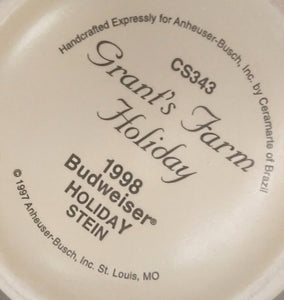 Handcrafted Expressly for Anheuser-Busch, Inc. by Ceramarte of Brazil
CS343
Grant's Farm
Holiday
1998
Budweiser®
HOLIDAY
STEIN
© 1997 Anheuser-Busch, Inc. St. Louis, MO